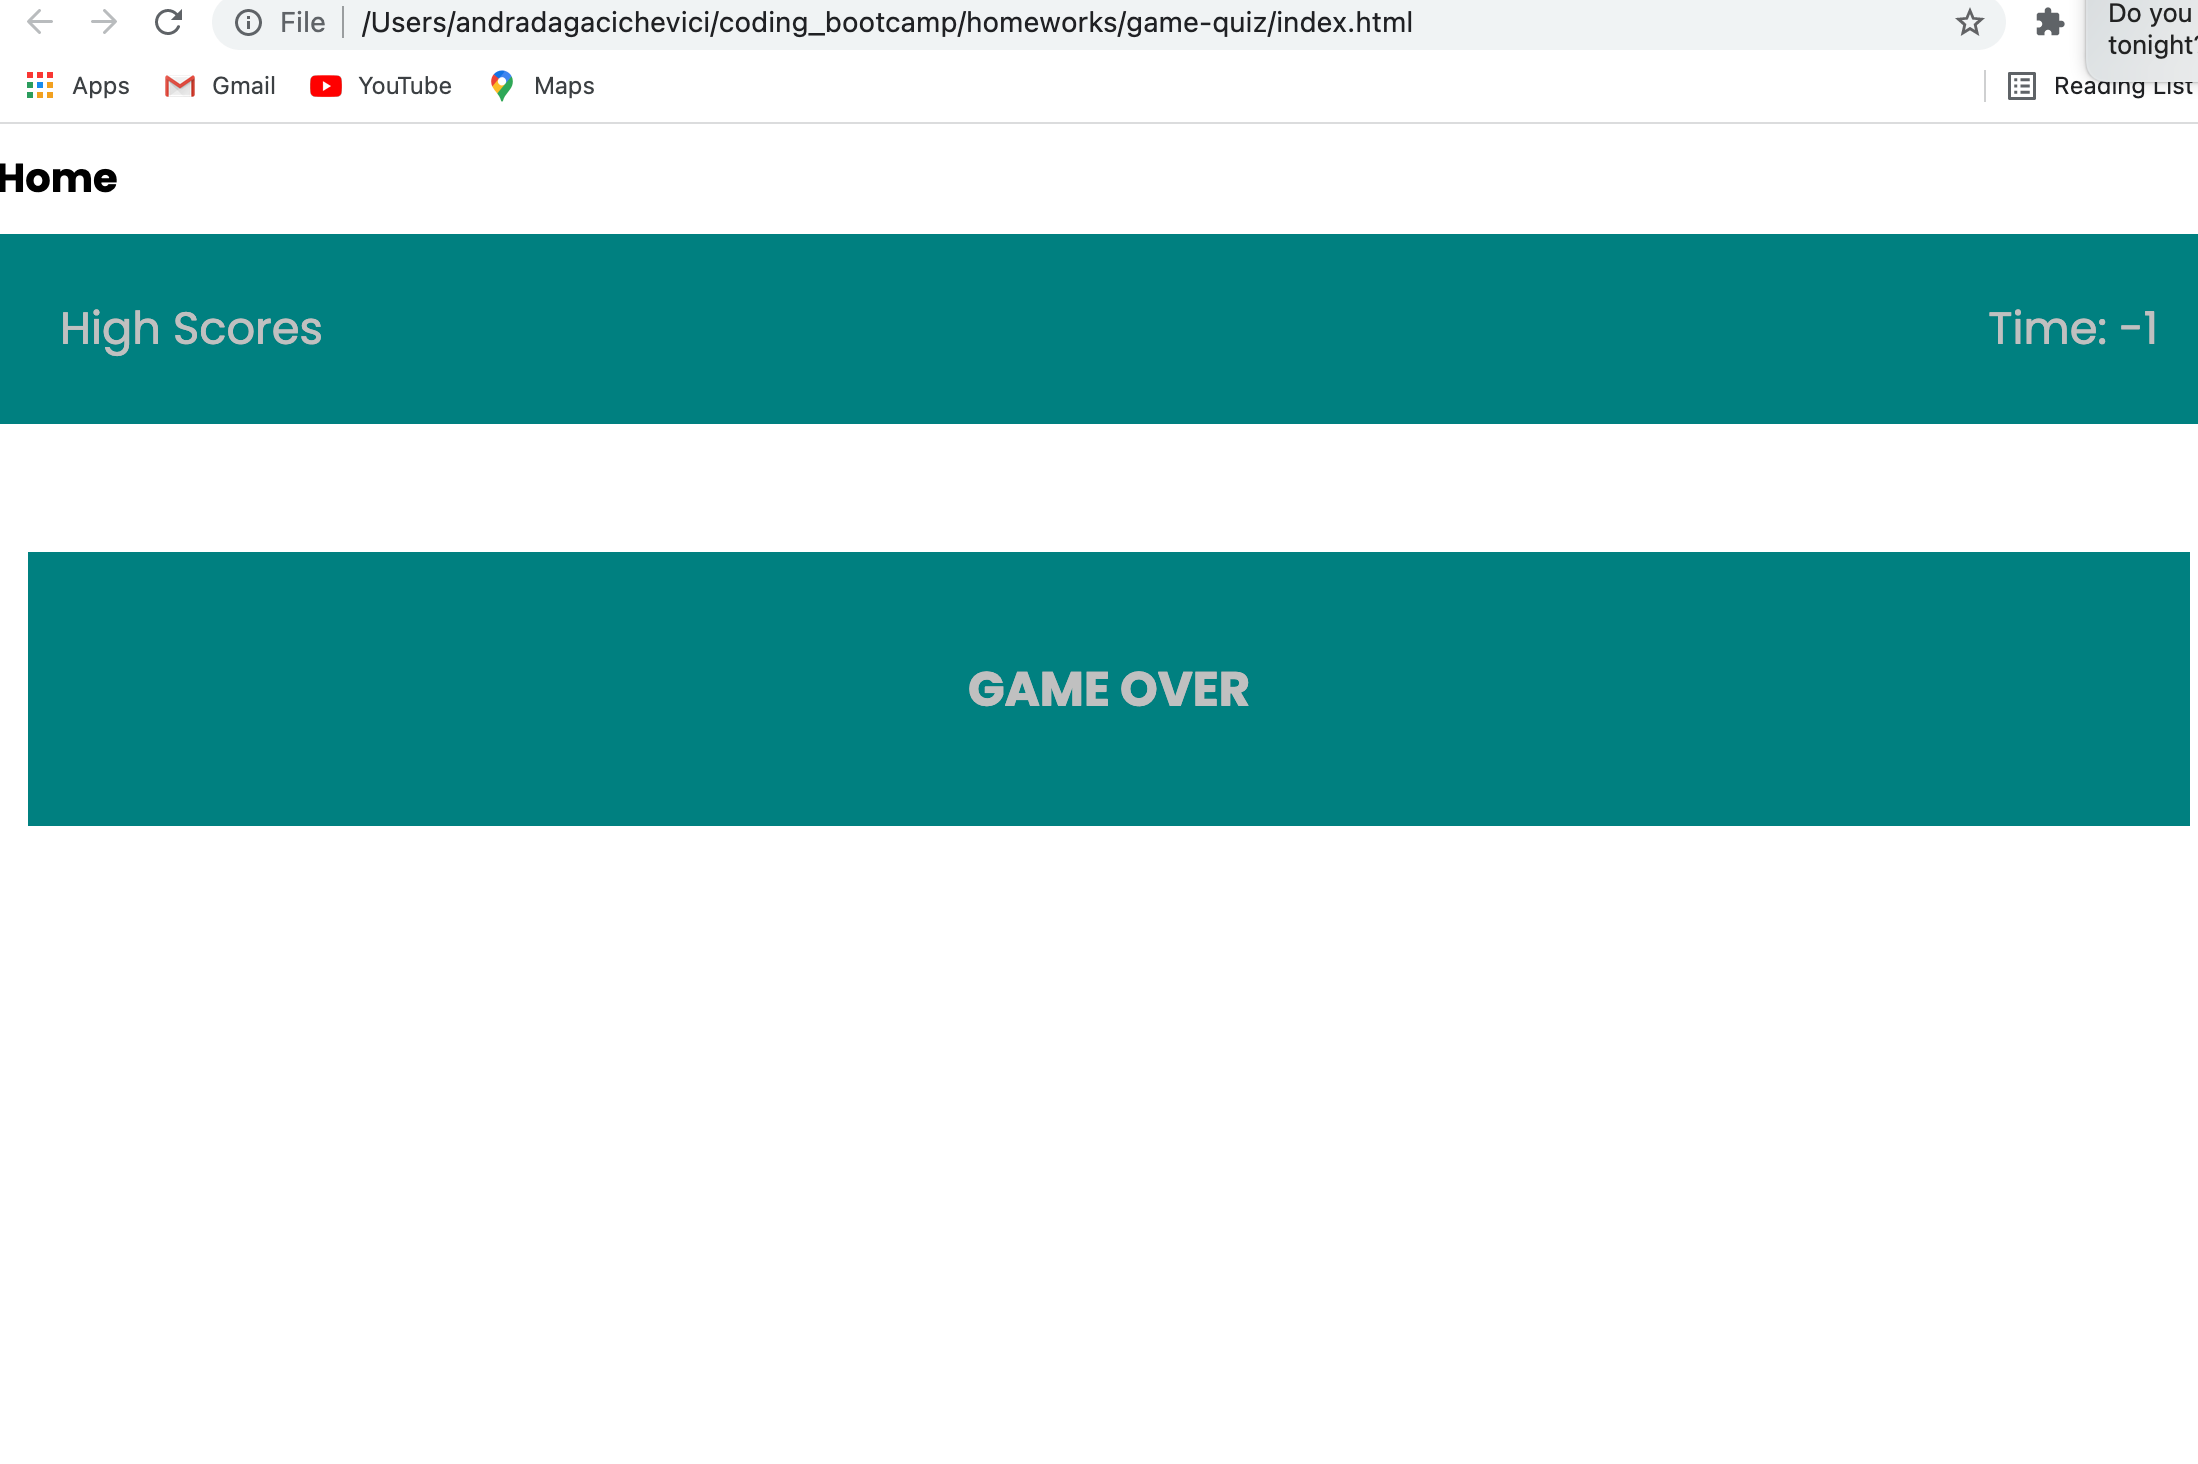 File /Users/andradagacichevici/coding_bootcamp/homeworks/game-quiz/index.html
Do you
tonight?
Apps Gmail YouTube Maps Reading List
Home
High Scores Time: -1
GAME OVER